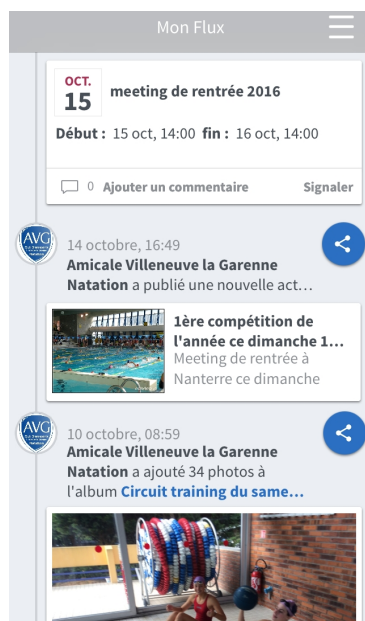 Mon Flux
OCT.
15
meeting de rentrée 2016
Début : 15 oct, 14:00 fin : 16 oct, 14:00
0 Ajouter un commentaire Signaler
AVG
14 octobre, 16:49
Amicale Villeneuve la Garenne
Natation a publié une nouvelle act…
1ère compétition de
l'année ce dimanche 1…
Meeting de rentrée à
Nanterre ce dimanche
AVG
10 octobre, 08:59
Amicale Villeneuve la Garenne
Natation a ajouté 34 photos à
l'album Circuit training du same…